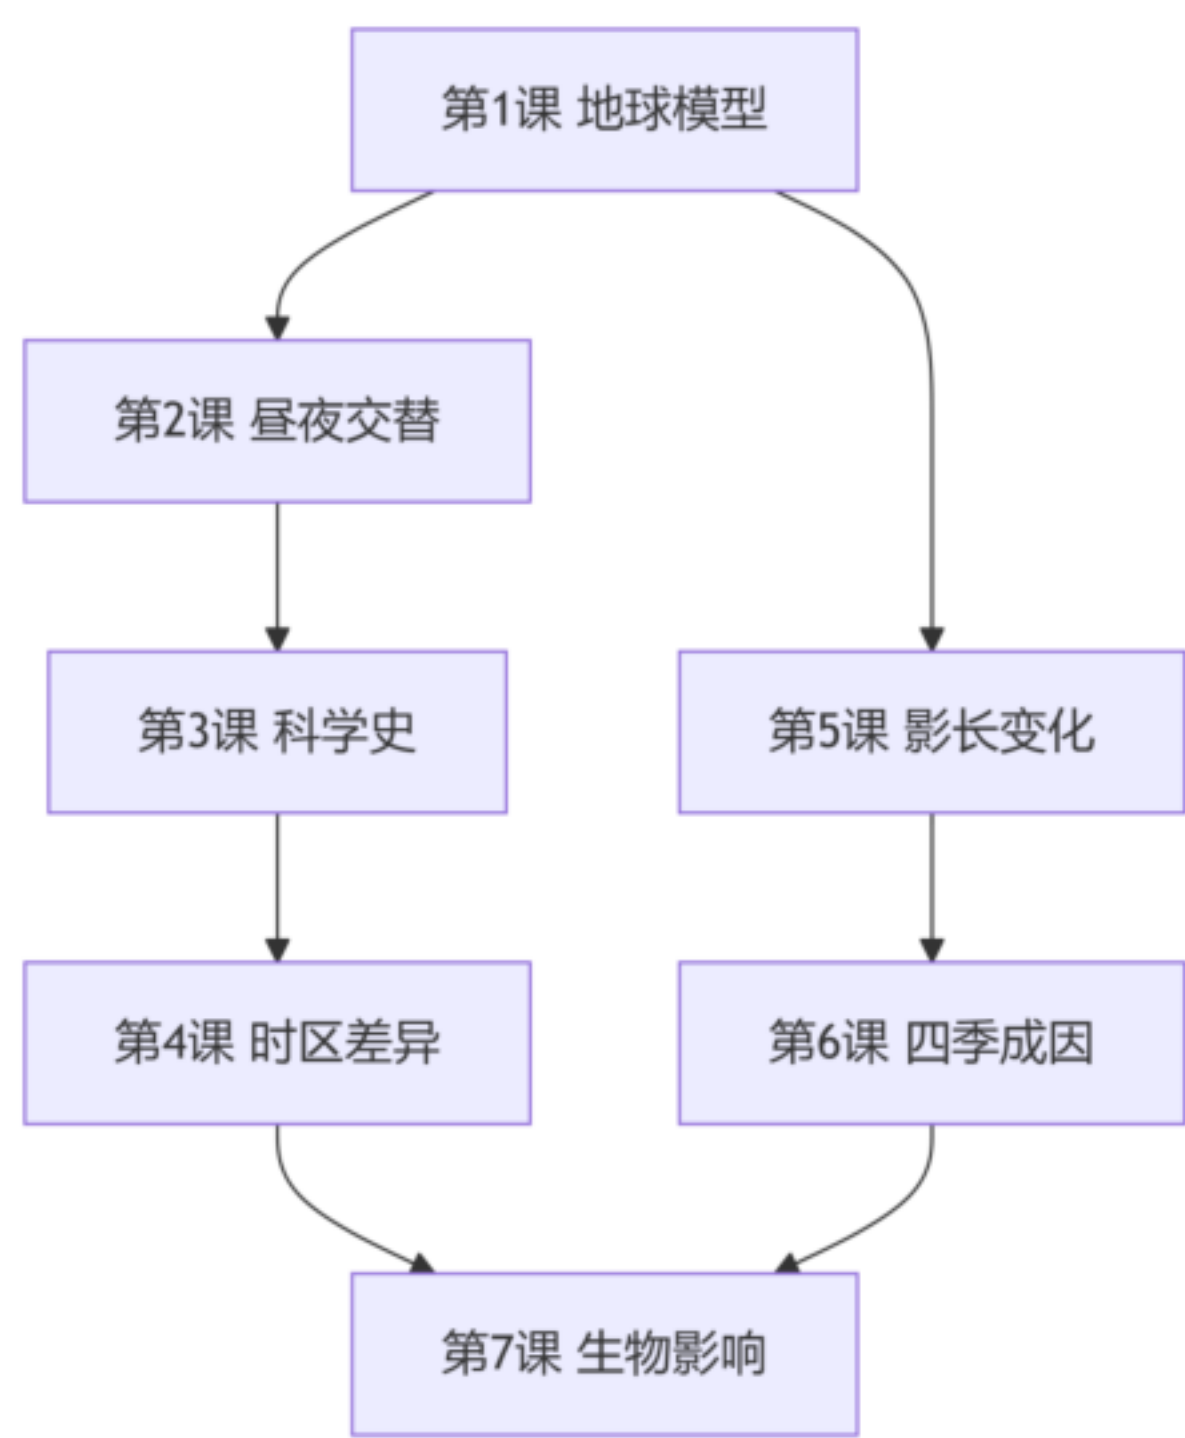 第1课 地球模型
第2课 昼夜交替
第3课 科学史
第5课 影长变化
第4课 时区差异
第6课 四季成因
第7课 生物影响